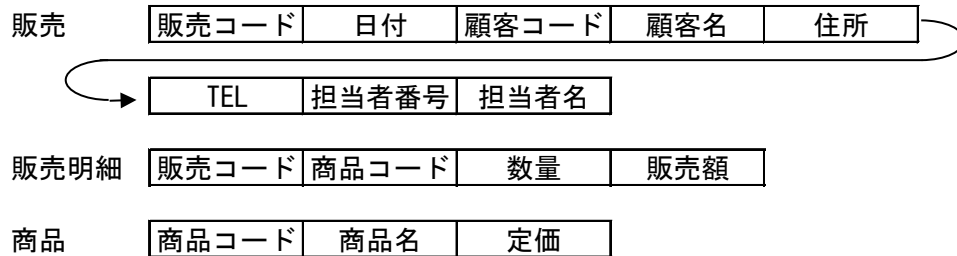 販売 販売コード 日付 顧客コード 顧客名 住所
TEL 担当者番号 担当者名
販売明細 販売コード 商品コード 数量 販売額
商品 商品コード 商品名 定価